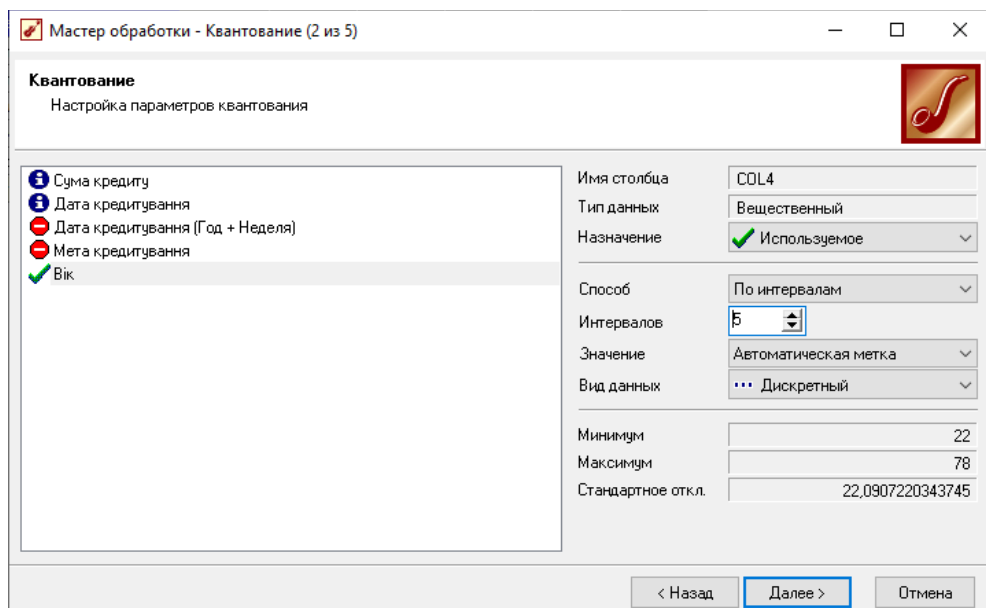 Мастер обработки - Квантование (2 из 5)
Квантование
Настройка параметров квантования
Сума кредиту
Дата кредитування
Дата кредитування (Год + Неделя)
Мета кредитування
Вік
Имя столбца COL4
Тип данных Вещественный
Назначение Используемое
Способ По интервалам
Интервалов 5
Значение Автоматическая метка
Вид данных Дискретный
Минимум 22
Максимум 78
Стандартное откл. 22,0907220343745
< Назад Далее > Отмена